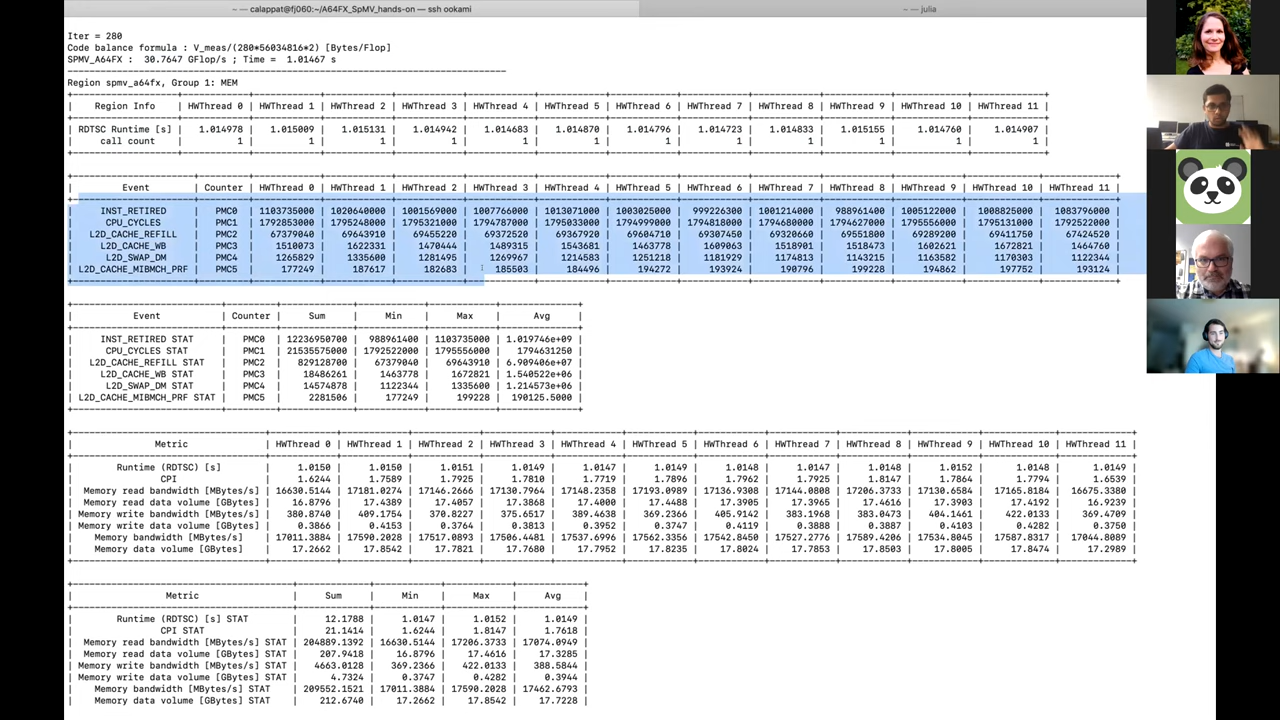 — calappat@fj060:~/A64FX_SpMV_hands-on — ssh ookami
— julia
Iter = 280
Code balance formula : V_meas/(280*56034816*2) [Bytes/Flop]
SPMV_A64FX : 30.7647 GFlop/s ; Time = 1.01467 s
Region spmv_a64fx, Group 1: MEM
| Region Info | HWThread 0 | HWThread 1 | HWThread 2 | HWThread 3 | HWThread 4 | HWThread 5 | HWThread 6 | HWThread 7 | HWThread 8 | HWThread 9 | HWThread 10 | HWThread 11 |
| RDTSC Runtime [s] | 1.014978 | 1.015009 | 1.015131 | 1.014942 | 1.014683 | 1.014870 | 1.014796 | 1.014723 | 1.014833 | 1.015155 | 1.014760 | 1.014907 |
| call count | 1 | 1 | 1 | 1 | 1 | 1 | 1 | 1 | 1 | 1 | 1 | 1 |
| Event | Counter | HWThread 0 | HWThread 1 | HWThread 2 | HWThread 3 | HWThread 4 | HWThread 5 | HWThread 6 | HWThread 7 | HWThread 8 | HWThread 9 | HWThread 10 | HWThread 11 |
| INST_RETIRED | PMC0 | 1103735000 | 1020640000 | 1001569000 | 1007766000 | 1013071000 | 1003025000 | 999226300 | 1001214000 | 988961400 | 1005122000 | 1008825000 | 1083796000 |
| CPU_CYCLES | PMC1 | 1792853000 | 1795248000 | 1795321000 | 1794787000 | 1795033000 | 1794999000 | 1794818000 | 1794680000 | 1794627000 | 1795556000 | 1795131000 | 1792522000 |
| L2D_CACHE_REFILL | PMC2 | 67379040 | 69643910 | 69455220 | 69372520 | 69367920 | 69604710 | 69307450 | 69320660 | 69551800 | 69289200 | 69411750 | 67424520 |
| L2D_CACHE_WB | PMC3 | 1510073 | 1622331 | 1470444 | 1489315 | 1543681 | 1463778 | 1609063 | 1518901 | 1518473 | 1602621 | 1672821 | 1464760 |
| L2D_SWAP_DM | PMC4 | 1265829 | 1335600 | 1281495 | 1269967 | 1214583 | 1251218 | 1181929 | 1174813 | 1143215 | 1163582 | 1170303 | 1122344 |
| L2D_CACHE_MIBMCH_PRF | PMC5 | 177249 | 187617 | 182683 | 185503 | 184496 | 194272 | 193924 | 190796 | 199228 | 194862 | 197752 | 193124 |
| Event | Counter | Sum | Min | Max | Avg |
| INST_RETIRED STAT | PMC0 | 12236950700 | 988961400 | 1103735000 | 1.019746e+09 |
| CPU_CYCLES STAT | PMC1 | 21535575000 | 1792522000 | 1795556000 | 1794631250 |
| L2D_CACHE_REFILL STAT | PMC2 | 829128700 | 67379040 | 69643910 | 6.909406e+07 |
| L2D_CACHE_WB STAT | PMC3 | 18486261 | 1463778 | 1672821 | 1.540522e+06 |
| L2D_SWAP_DM STAT | PMC4 | 14574878 | 1122344 | 1335600 | 1.214573e+06 |
| L2D_CACHE_MIBMCH_PRF STAT | PMC5 | 2281506 | 177249 | 199228 | 190125.5000 |
| Metric | HWThread 0 | HWThread 1 | HWThread 2 | HWThread 3 | HWThread 4 | HWThread 5 | HWThread 6 | HWThread 7 | HWThread 8 | HWThread 9 | HWThread 10 | HWThread 11 |
| Runtime (RDTSC) [s] | 1.0150 | 1.0150 | 1.0151 | 1.0149 | 1.0147 | 1.0149 | 1.0148 | 1.0147 | 1.0148 | 1.0152 | 1.0148 | 1.0149 |
| CPI | 1.6244 | 1.7589 | 1.7925 | 1.7810 | 1.7719 | 1.7896 | 1.7962 | 1.7925 | 1.8147 | 1.7864 | 1.7794 | 1.6539 |
| Memory read bandwidth [MBytes/s] | 16630.5144 | 17181.0274 | 17146.2666 | 17130.7964 | 17148.2358 | 17193.0989 | 17136.9308 | 17144.0808 | 17206.3733 | 17130.6584 | 17165.8184 | 16675.3380 |
| Memory read data volume [GBytes] | 16.8796 | 17.4389 | 17.4057 | 17.3868 | 17.4000 | 17.4488 | 17.3905 | 17.3965 | 17.4616 | 17.3903 | 17.4192 | 16.9239 |
| Memory write bandwidth [MBytes/s] | 380.8740 | 409.1754 | 370.8227 | 375.6517 | 389.4638 | 369.2366 | 405.9142 | 383.1968 | 383.0473 | 404.1461 | 422.0133 | 369.4709 |
| Memory write data volume [GBytes] | 0.3866 | 0.4153 | 0.3764 | 0.3813 | 0.3952 | 0.3747 | 0.4119 | 0.3888 | 0.3887 | 0.4103 | 0.4282 | 0.3750 |
| Memory bandwidth [MBytes/s] | 17011.3884 | 17590.2028 | 17517.0893 | 17506.4481 | 17537.6996 | 17562.3356 | 17542.8450 | 17527.2776 | 17589.4206 | 17534.8045 | 17587.8317 | 17044.8089 |
| Memory data volume [GBytes] | 17.2662 | 17.8542 | 17.7821 | 17.7680 | 17.7952 | 17.8235 | 17.8024 | 17.7853 | 17.8503 | 17.8005 | 17.8474 | 17.2989 |
| Metric | Sum | Min | Max | Avg |
| Runtime (RDTSC) [s] STAT | 12.1788 | 1.0147 | 1.0152 | 1.0149 |
| CPI STAT | 21.1414 | 1.6244 | 1.8147 | 1.7618 |
| Memory read bandwidth [MBytes/s] STAT | 204889.1392 | 16630.5144 | 17206.3733 | 17074.0949 |
| Memory read data volume [GBytes] STAT | 207.9418 | 16.8796 | 17.4616 | 17.3285 |
| Memory write bandwidth [MBytes/s] STAT | 4663.0128 | 369.2366 | 422.0133 | 388.5844 |
| Memory write data volume [GBytes] STAT | 4.7324 | 0.3747 | 0.4282 | 0.3944 |
| Memory bandwidth [MBytes/s] STAT | 209552.1521 | 17011.3884 | 17590.2028 | 17462.6793 |
| Memory data volume [GBytes] STAT | 212.6740 | 17.2662 | 17.8542 | 17.7228 |